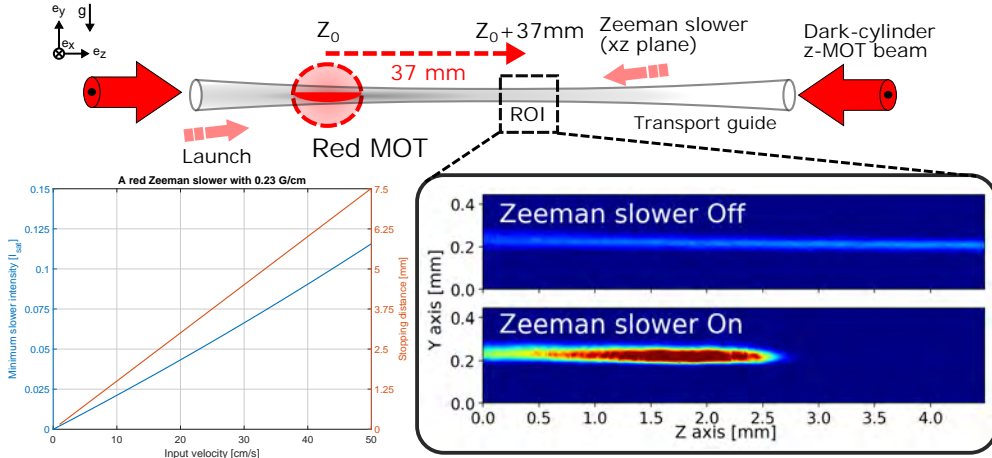 e_y
g
e_x
e_z
Z_0
Z_0+37mm
37 mm
Zeeman slower
(xz plane)
Dark-cylinder
z-MOT beam
ROI
Transport guide
Launch
Red MOT
A red Zeeman slower with 0.23 G/cm
Minimum slower intensity [I_sat]
0.15
0.125
0.1
0.075
0.05
0.025
0
0
10
20
30
40
50
Input velocity [cm/s]
7.5
6.25
5
3.75
2.5
1.25
0
Stopping distance [mm]
Zeeman slower Off
0.4
0.2
0.0
Zeeman slower On
0.4
0.2
0.0
Y axis [mm]
0.0
0.5
1.0
1.5
2.0
2.5
3.0
3.5
4.0
Z axis [mm]